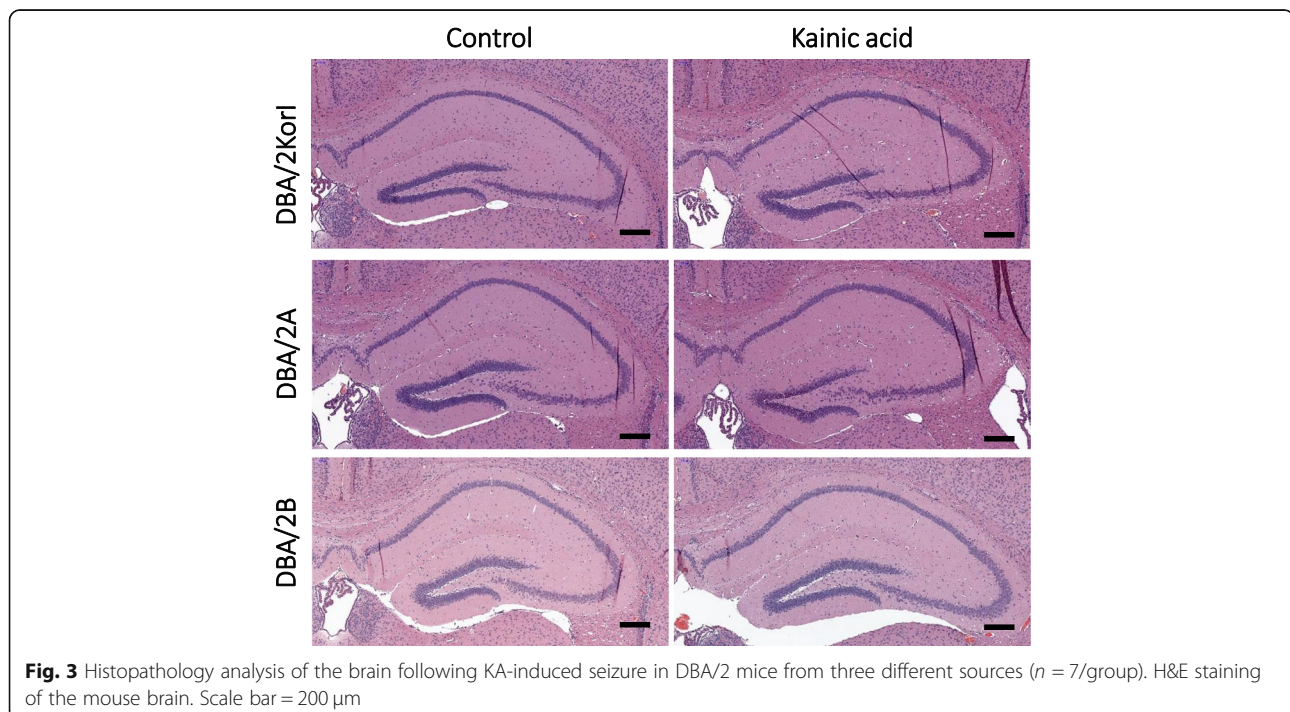 Control
Kainic acid
DBA/2Korl
DBA/2A
DBA/2B
Fig. 3 Histopathology analysis of the brain following KA-induced seizure in DBA/2 mice from three different sources (n = 7/group). H&E staining
of the mouse brain. Scale bar = 200 μm